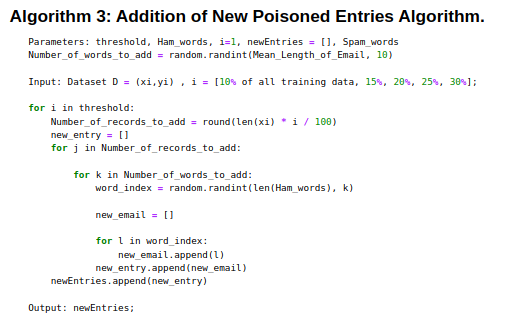 Algorithm 3: Addition of New Poisoned Entries Algorithm.
Parameters: threshold, Ham_words, i=1, newEntries = [], Spam_words
Number_of_words_to_add = random.randint(Mean_Length_of_Email, 10)
Input: Dataset D = (xi,yi) , i = [10% of all training data, 15%, 20%, 25%, 30%];
for i in threshold:
Number_of_records_to_add = round(len(xi) * i / 100)
new_entry = []
for j in Number_of_records_to_add:
for k in Number_of_words_to_add:
word_index = random.randint(len(Ham_words), k)
new_email = []
for l in word_index:
new_email.append(l)
new_entry.append(new_email)
newEntries.append(new_entry)
Output: newEntries;